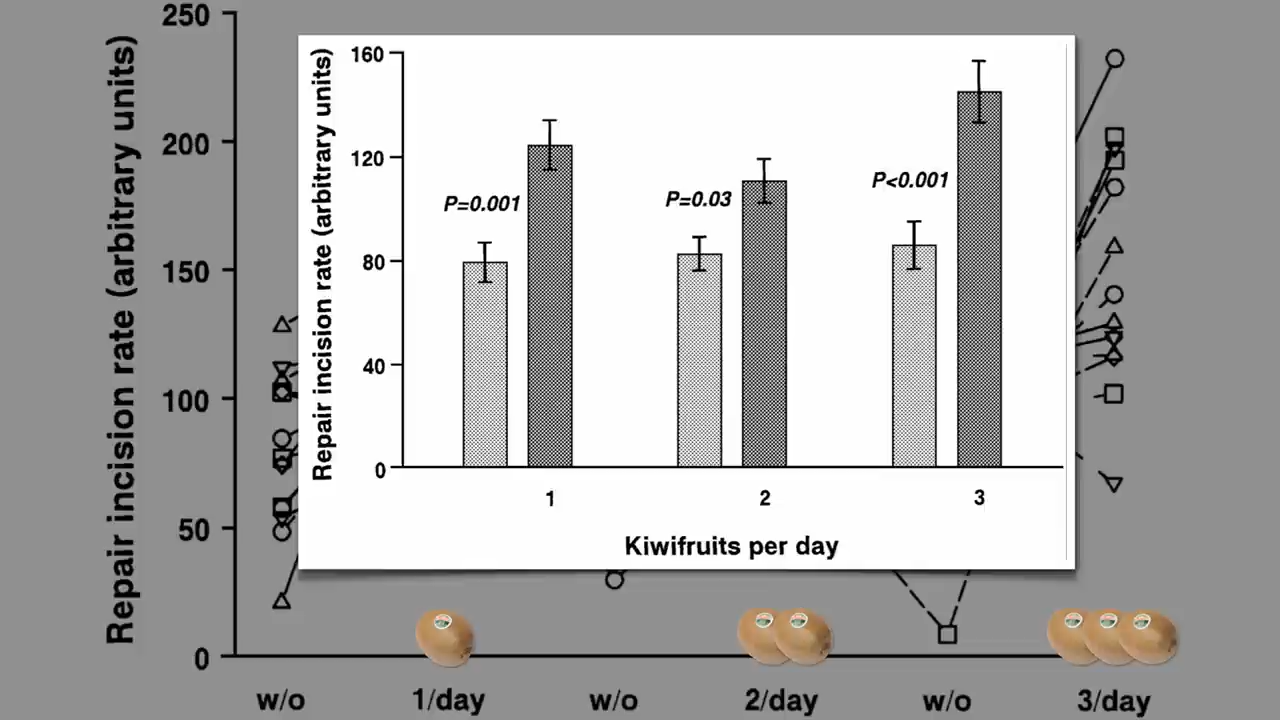 250
200
150
100
50
0
Repair incision rate (arbitrary units)
w/o
1/day
w/o
2/day
w/o
3/day
160
120
80
40
0
Repair incision rate (arbitrary units)
P=0.001
P=0.03
P<0.001
1
2
3
Kiwifruits per day